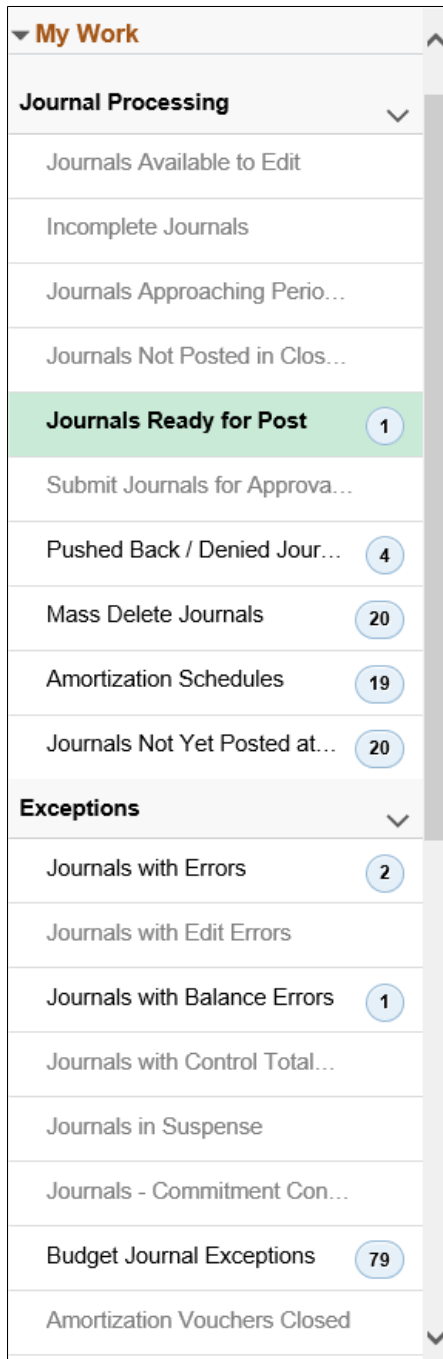 My Work
Journal Processing
Journals Available to Edit
Incomplete Journals
Journals Approaching Perio...
Journals Not Posted in Clos...
Journals Ready for Post 1
Submit Journals for Approva...
Pushed Back / Denied Jour... 4
Mass Delete Journals 20
Amortization Schedules 19
Journals Not Yet Posted at... 20
Exceptions
Journals with Errors 2
Journals with Edit Errors
Journals with Balance Errors 1
Journals with Control Total...
Journals in Suspense
Journals - Commitment Con...
Budget Journal Exceptions 79
Amortization Vouchers Closed